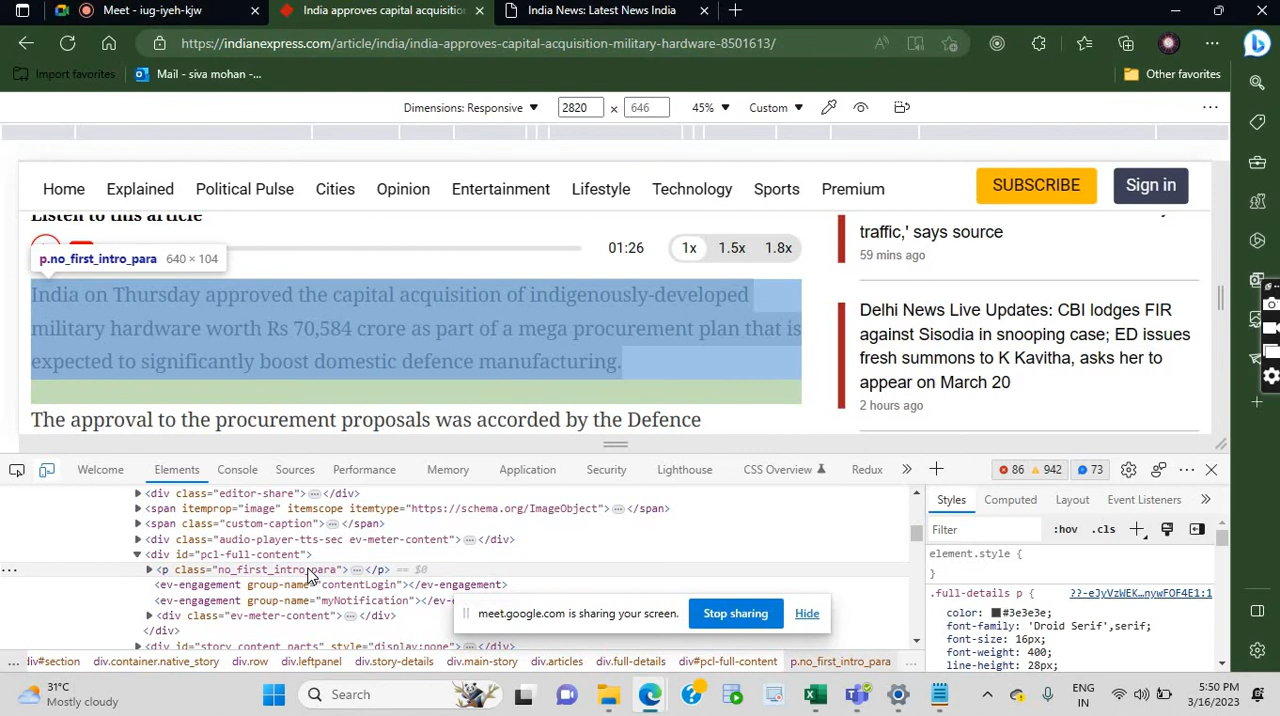 Meet - iug-iyeh-kjw
India approves capital acquisitio
India News: Latest News India
https://indianexpress.com/article/india/india-approves-capital-acquisition-military-hardware-8501613/
Import favorites
Mail - siva mohan -...
Other favorites
Dimensions: Responsive
2820 × 646
45%
Custom
Home
Explained
Political Pulse
Cities
Opinion
Entertainment
Lifestyle
Technology
Sports
Premium
SUBSCRIBE
Sign in
Listen to this article
01:26
1x
1.5x
1.8x
p.no_first_intro_para 640 × 104
India on Thursday approved the capital acquisition of indigenously-developed
military hardware worth Rs 70,584 crore as part of a mega procurement plan that is
expected to significantly boost domestic defence manufacturing.
The approval to the procurement proposals was accorded by the Defence
traffic,' says source
59 mins ago
Delhi News Live Updates: CBI lodges FIR
against Sisodia in snooping case; ED issues
fresh summons to K Kavitha, asks her to
appear on March 20
2 hours ago
Welcome
Elements
Console
Sources
Performance
Memory
Application
Security
Lighthouse
CSS Overview
Redux
86
942
73
<div class="editor-share"> … </div>
<span itemprop="image" itemscope itemtype="https://schema.org/ImageObject"> … </span>
<span class="custom-caption"> … </span>
<div class="audio-player-tts-sec ev-meter-content"> … </div>
<div id="pcl-full-content">
<p class="no_first_intro_para"> … </p> == $0
<ev-engagement group-name="contentLogin"></ev-engagement>
<ev-engagement group-name="myNotification"></ev-
<div class="ev-meter-content"> … </div>
</div>
<div id="story_content_parts" style="display:none"> … </div>
meet.google.com is sharing your screen.
Stop sharing
Hide
iv#section
div.container.native_story
div.row
div.leftpanel
div.story-details
div.main-story
div.articles
div.full-details
div#pcl-full-content
p.no_first_intro_para
Styles
Computed
Layout
Event Listeners
Filter
:hov
.cls
element.style {
}
.full-details p {
??-eJyVzWEK…nywF0E4E1:1
color: #3e3e3e;
font-family: 'Droid Serif',serif;
font-size: 16px;
font-weight: 400;
line-height: 28px;
31°C
Mostly cloudy
Search
ENG
IN
5:50 PM
3/16/2023